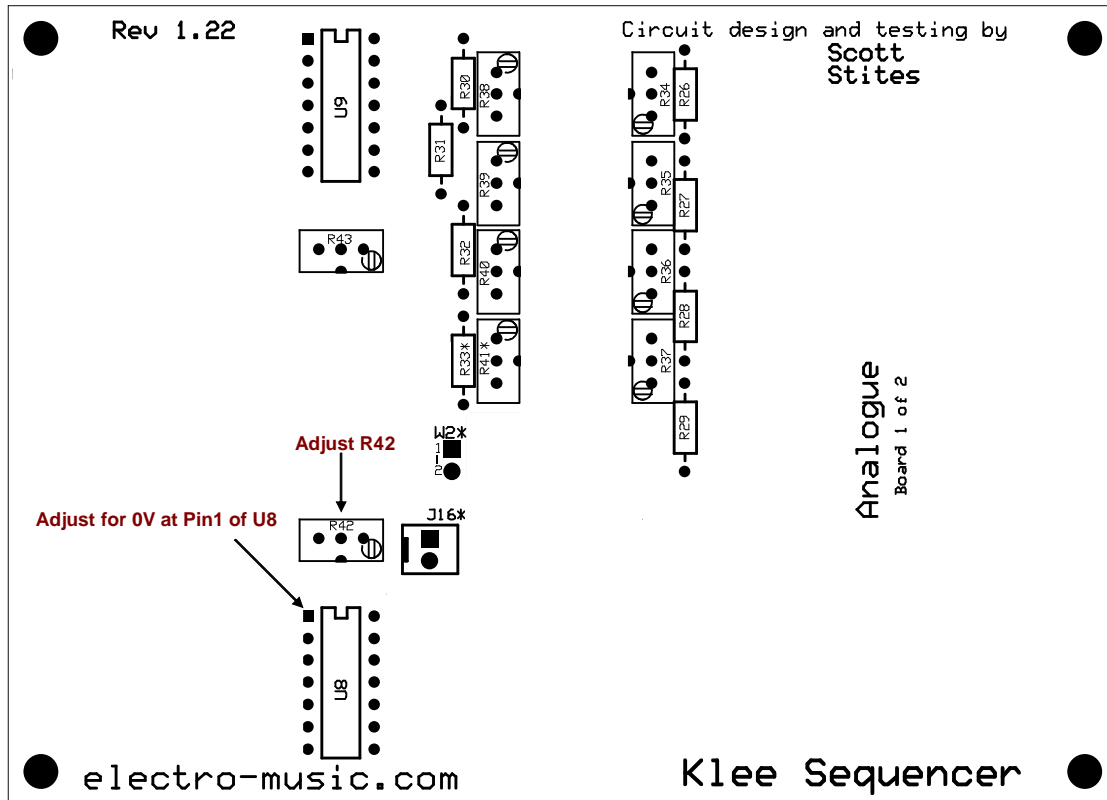 Rev 1.22
Circuit design and testing by
Scott
Stites
U9
R30
R38
R34
R26
R31
R39
R35
R27
R43
R32
R40
R36
R28
R33*
R41*
R37
R29
W2*
1
2
Analogue
Board 1 of 2
Adjust R42
Adjust for 0V at Pin1 of U8
R42
J16*
U8
electro-music.com
Klee Sequencer